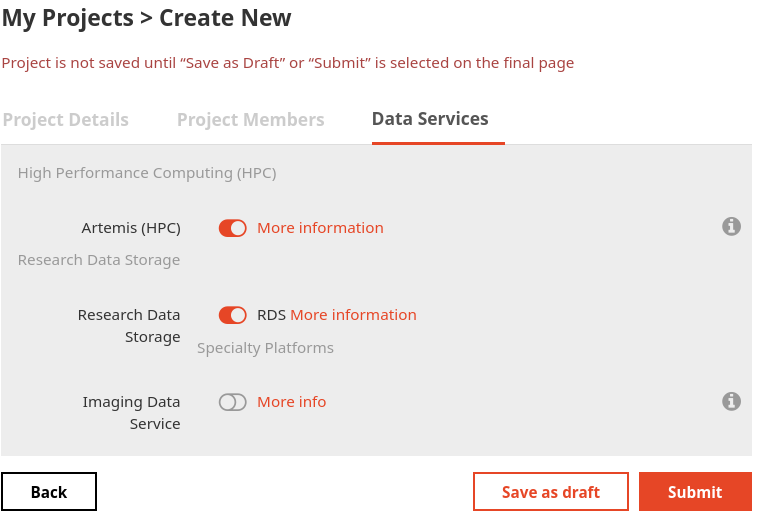 My Projects > Create New
Project is not saved until “Save as Draft” or “Submit” is selected on the final page
Project Details Project Members Data Services
High Performance Computing (HPC)
Artemis (HPC) More information
Research Data Storage
Research Data Storage RDS More information
Specialty Platforms
Imaging Data Service More info
Back Save as draft Submit